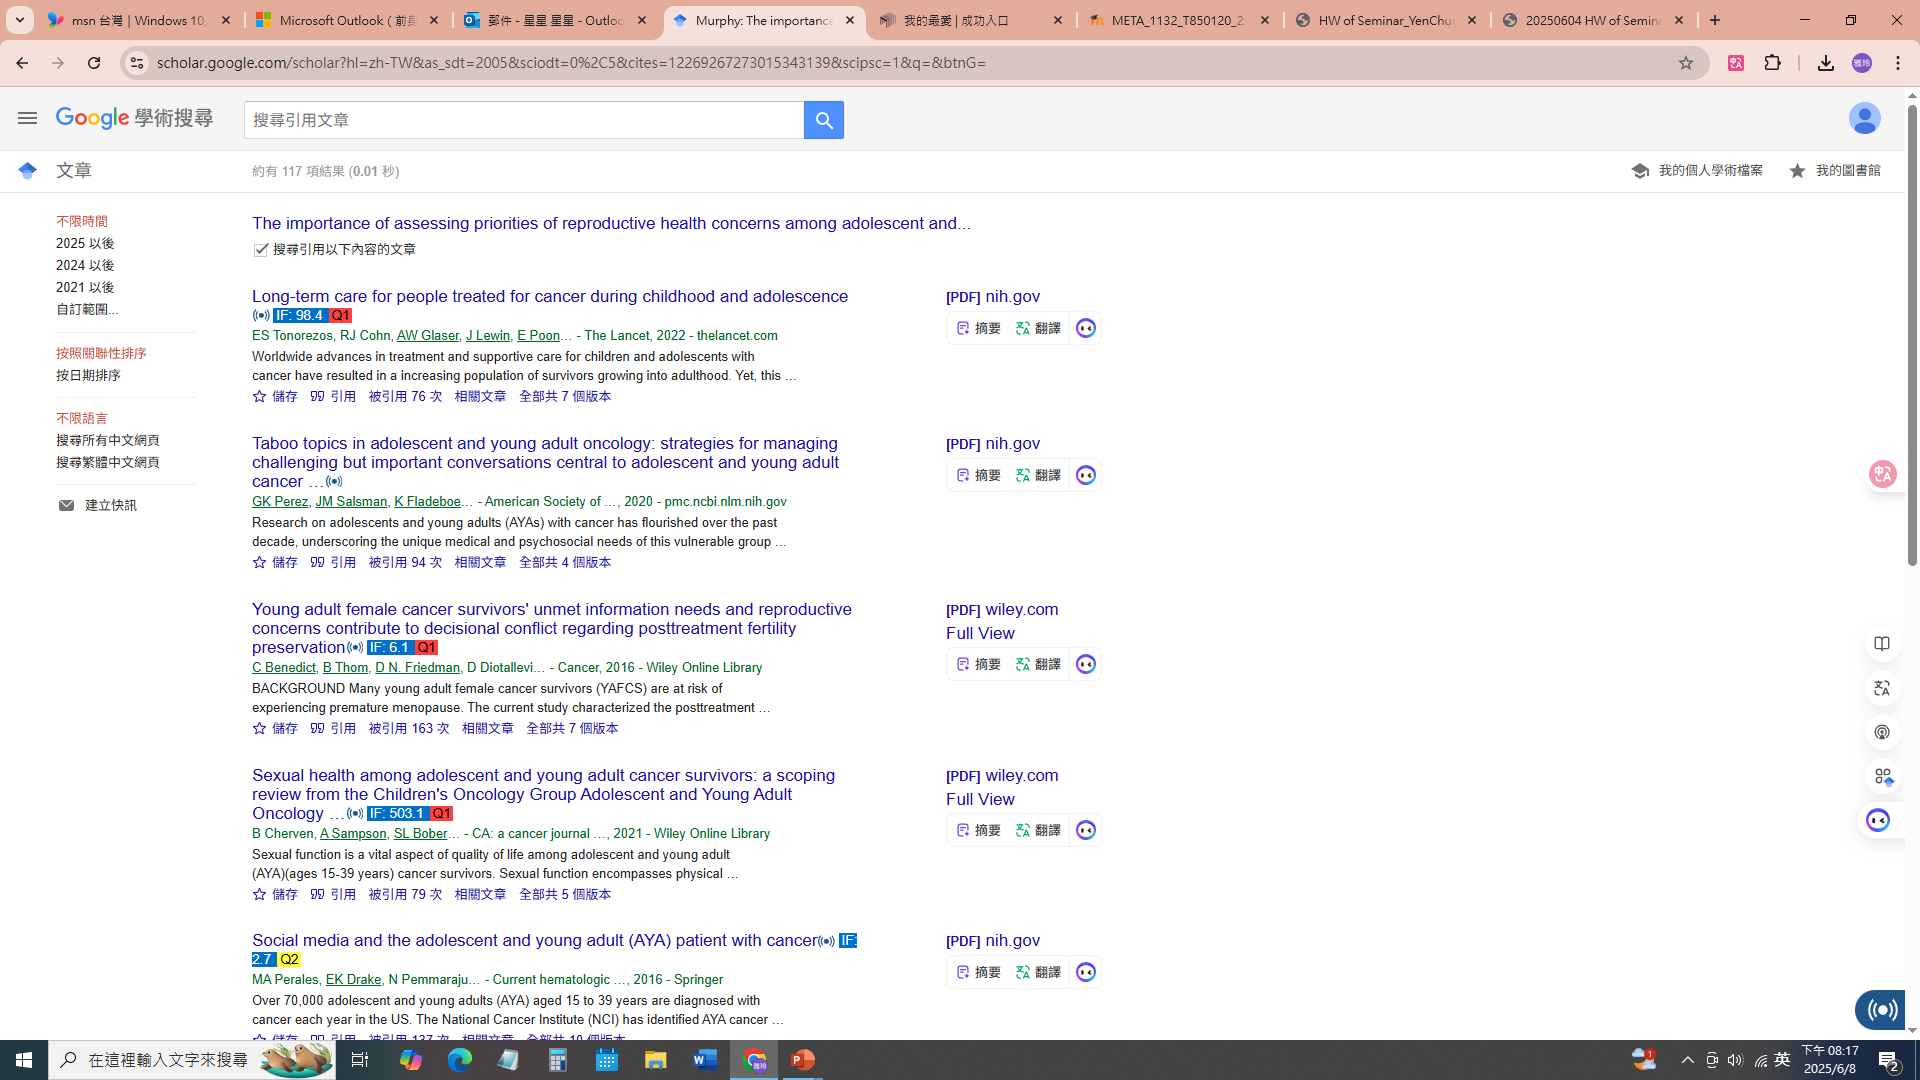 msn 台灣 | Windows 10,
Microsoft Outlook ( 前身
郵件 - 星星 星星 - Outloo
Murphy: The importance
我的最愛 | 成功入口
META_1132_T850120_2
HW of Seminar_YenChu
20250604 HW of Semin
scholar.google.com/scholar?hl=zh-TW&as_sdt=2005&sciodt=0%2C5&cites=12269267273015343139&scipsc=1&q=&btnG=
雅玲
Google 學術搜尋
搜尋引用文章
文章
約有 117 項結果 (0.01 秒)
我的個人學術檔案
我的圖書館
不限時間
2025 以後
2024 以後
2021 以後
自訂範圍...
按照關聯性排序
按日期排序
不限語言
搜尋所有中文網頁
搜尋繁體中文網頁
建立快訊
The importance of assessing priorities of reproductive health concerns among adolescent and...
搜尋引用以下內容的文章
Long-term care for people treated for cancer during childhood and adolescence
IF: 98.4 Q1
ES Tonorezos, RJ Cohn, AW Glaser, J Lewin, E Poon… - The Lancet, 2022 - thelancet.com
Worldwide advances in treatment and supportive care for children and adolescents with
cancer have resulted in a increasing population of survivors growing into adulthood. Yet, this …
儲存 引用 被引用 76 次 相關文章 全部共 7 個版本
[PDF] nih.gov
摘要 翻譯
Taboo topics in adolescent and young adult oncology: strategies for managing
challenging but important conversations central to adolescent and young adult
cancer …
GK Perez, JM Salsman, K Fladeboe… - American Society of …, 2020 - pmc.ncbi.nlm.nih.gov
Research on adolescents and young adults (AYAs) with cancer has flourished over the past
decade, underscoring the unique medical and psychosocial needs of this vulnerable group …
儲存 引用 被引用 94 次 相關文章 全部共 4 個版本
[PDF] nih.gov
摘要 翻譯
Young adult female cancer survivors' unmet information needs and reproductive
concerns contribute to decisional conflict regarding posttreatment fertility
preservation IF: 6.1 Q1
C Benedict, B Thom, D N. Friedman, D Diotallevi… - Cancer, 2016 - Wiley Online Library
BACKGROUND Many young adult female cancer survivors (YAFCS) are at risk of
experiencing premature menopause. The current study characterized the posttreatment …
儲存 引用 被引用 163 次 相關文章 全部共 7 個版本
[PDF] wiley.com
Full View
摘要 翻譯
Sexual health among adolescent and young adult cancer survivors: a scoping
review from the Children's Oncology Group Adolescent and Young Adult
Oncology … IF: 503.1 Q1
B Cherven, A Sampson, SL Bober… - CA: a cancer journal …, 2021 - Wiley Online Library
Sexual function is a vital aspect of quality of life among adolescent and young adult
(AYA)(ages 15‐39 years) cancer survivors. Sexual function encompasses physical …
儲存 引用 被引用 79 次 相關文章 全部共 5 個版本
[PDF] wiley.com
Full View
摘要 翻譯
Social media and the adolescent and young adult (AYA) patient with cancer IF:
2.7 Q2
MA Perales, EK Drake, N Pemmaraju… - Current hematologic …, 2016 - Springer
Over 70,000 adolescent and young adults (AYA) aged 15 to 39 years are diagnosed with
cancer each year in the US. The National Cancer Institute (NCI) has identified AYA cancer …
儲存 引用 被引用 137 次 相關文章 全部共 10 個版本
[PDF] nih.gov
摘要 翻譯
在這裡輸入文字來搜尋
1
英
下午 08:17
2025/6/8
2